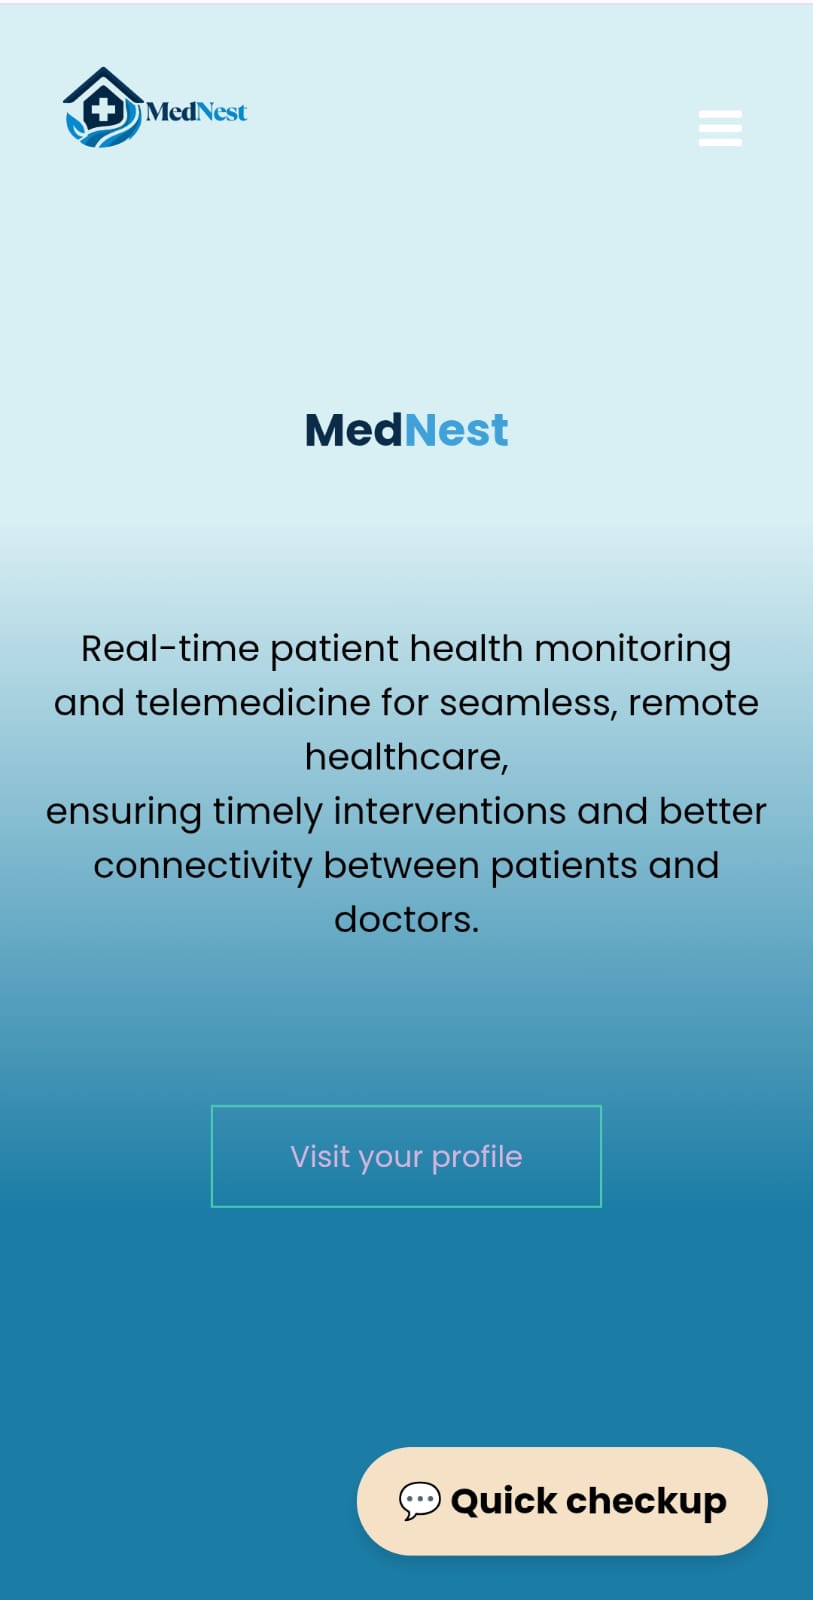 MedNest
MedNest
Real-time patient health monitoring
and telemedicine for seamless, remote
healthcare,
ensuring timely interventions and better
connectivity between patients and
doctors.
Visit your profile
💬 Quick checkup